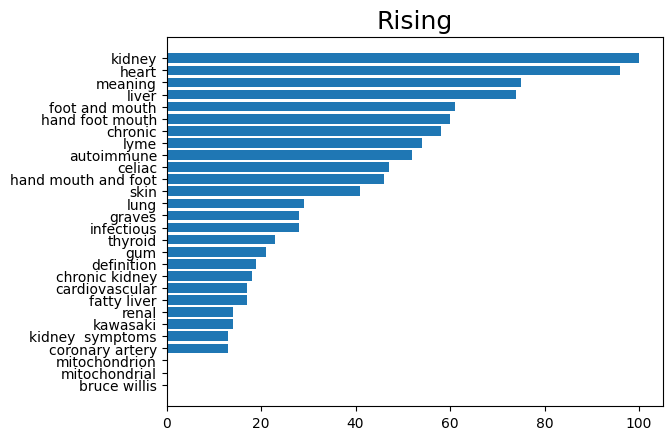 Rising
kidney
heart
meaning
liver
foot and mouth
hand foot mouth
chronic
lyme
autoimmune
celiac
hand mouth and foot
skin
lung
graves
infectious
thyroid
gum
definition
chronic kidney
cardiovascular
fatty liver
renal
kawasaki
kidney  symptoms
coronary artery
mitochondrion
mitochondrial
bruce willis
0 20 40 60 80 100